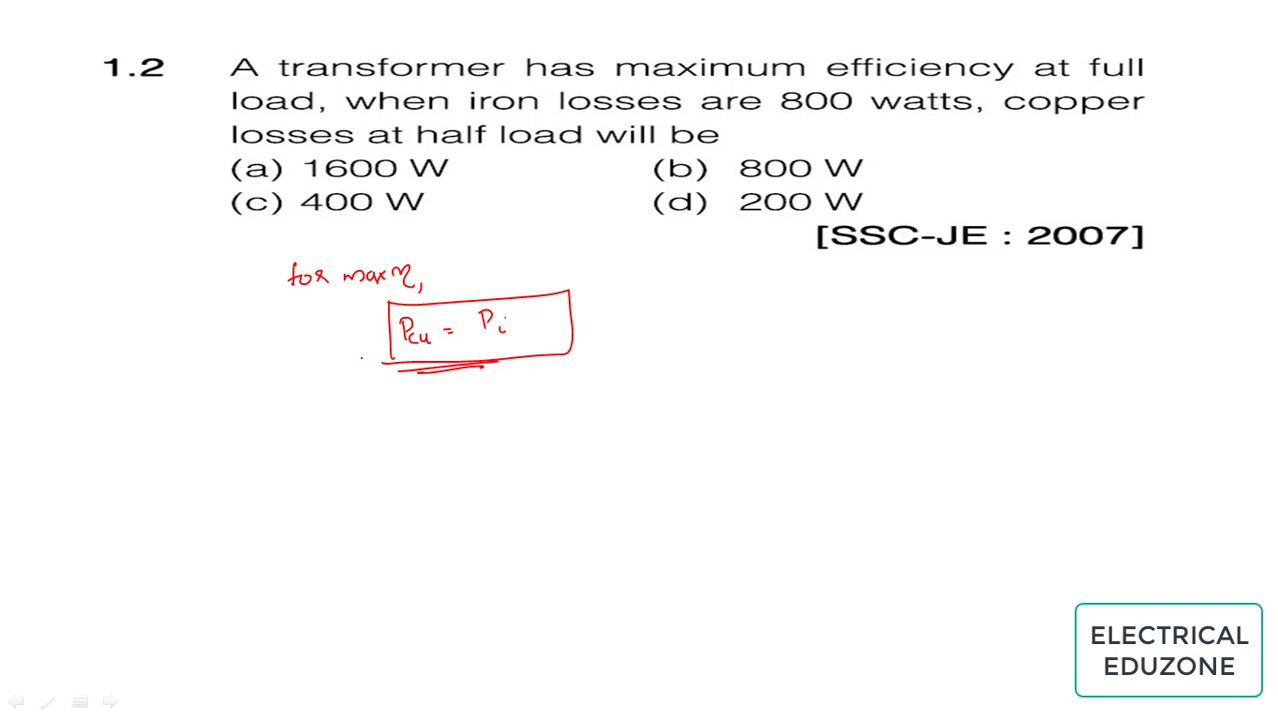 1.2 A transformer has maximum efficiency at full
load, when iron losses are 800 watts, copper
losses at half load will be
(a) 1600 W (b) 800 W
(c) 400 W (d) 200 W
[SSC-JE : 2007]
for max η,
Pcu = Pi
ELECTRICAL
EDUZONE